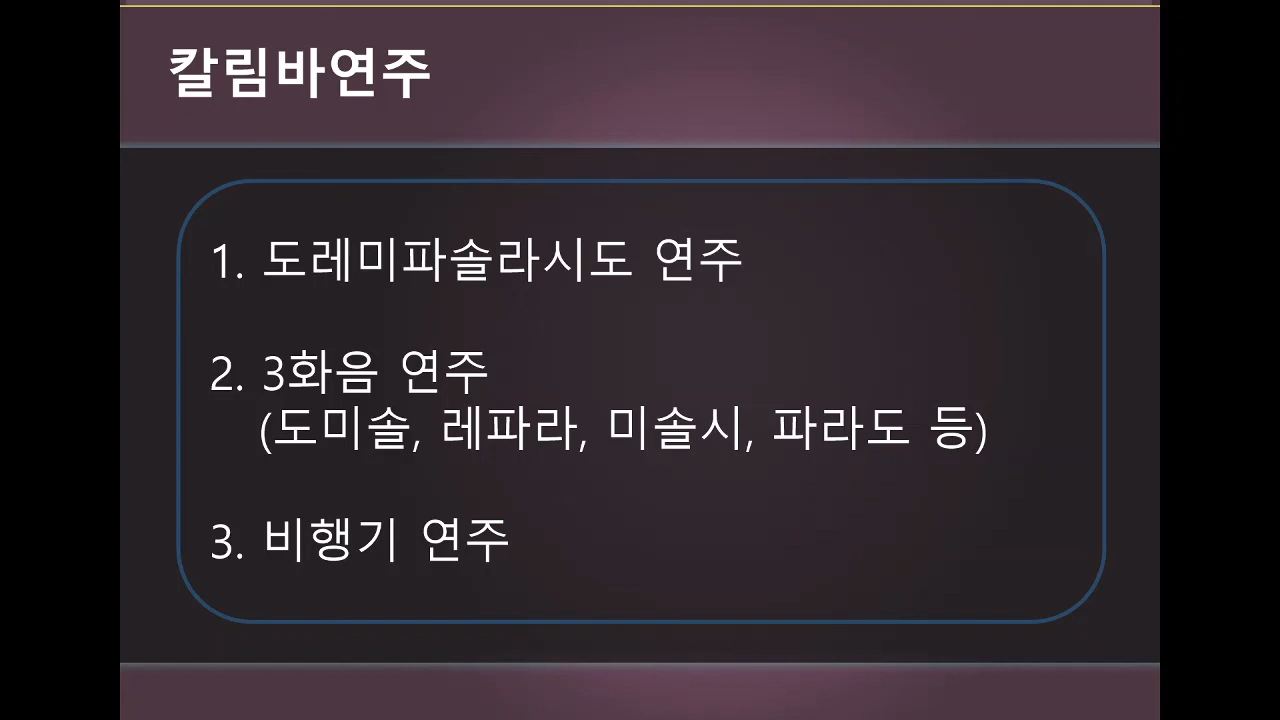 칼림바연주
1. 도레미파솔라시도 연주
2. 3화음 연주
(도미솔, 레파라, 미솔시, 파라도 등)
3. 비행기 연주